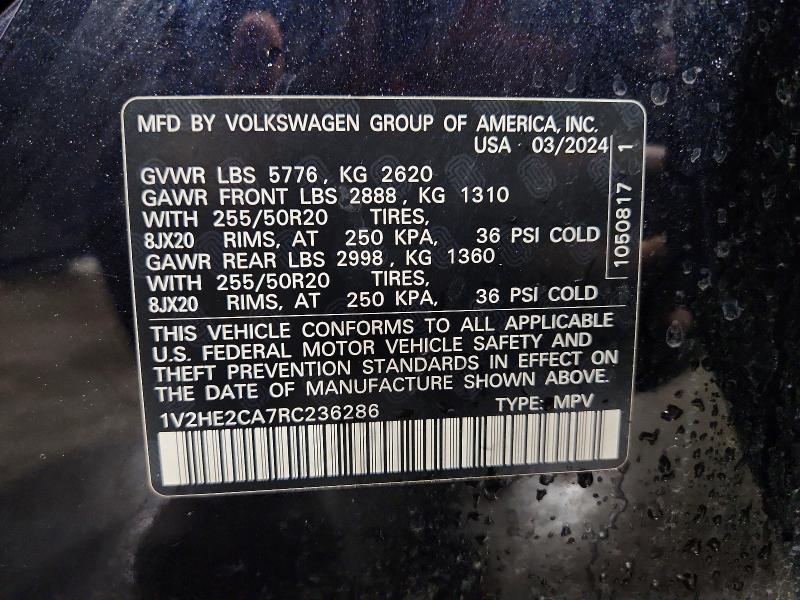 MFD BY VOLKSWAGEN GROUP OF AMERICA, INC.
USA 03/2024
GVWR LBS 5776, KG 2620
GAWR FRONT LBS 2888, KG 1310
WITH 255/50R20 TIRES,
8JX20 RIMS, AT 250 KPA, 36 PSI COLD
GAWR REAR LBS 2998, KG 1360
WITH 255/50R20 TIRES,
8JX20 RIMS, AT 250 KPA, 36 PSI COLD
1050817 1
THIS VEHICLE CONFORMS TO ALL APPLICABLE
U.S. FEDERAL MOTOR VEHICLE SAFETY AND
THEFT PREVENTION STANDARDS IN EFFECT ON
THE DATE OF MANUFACTURE SHOWN ABOVE.
1V2HE2CA7RC236286 TYPE: MPV